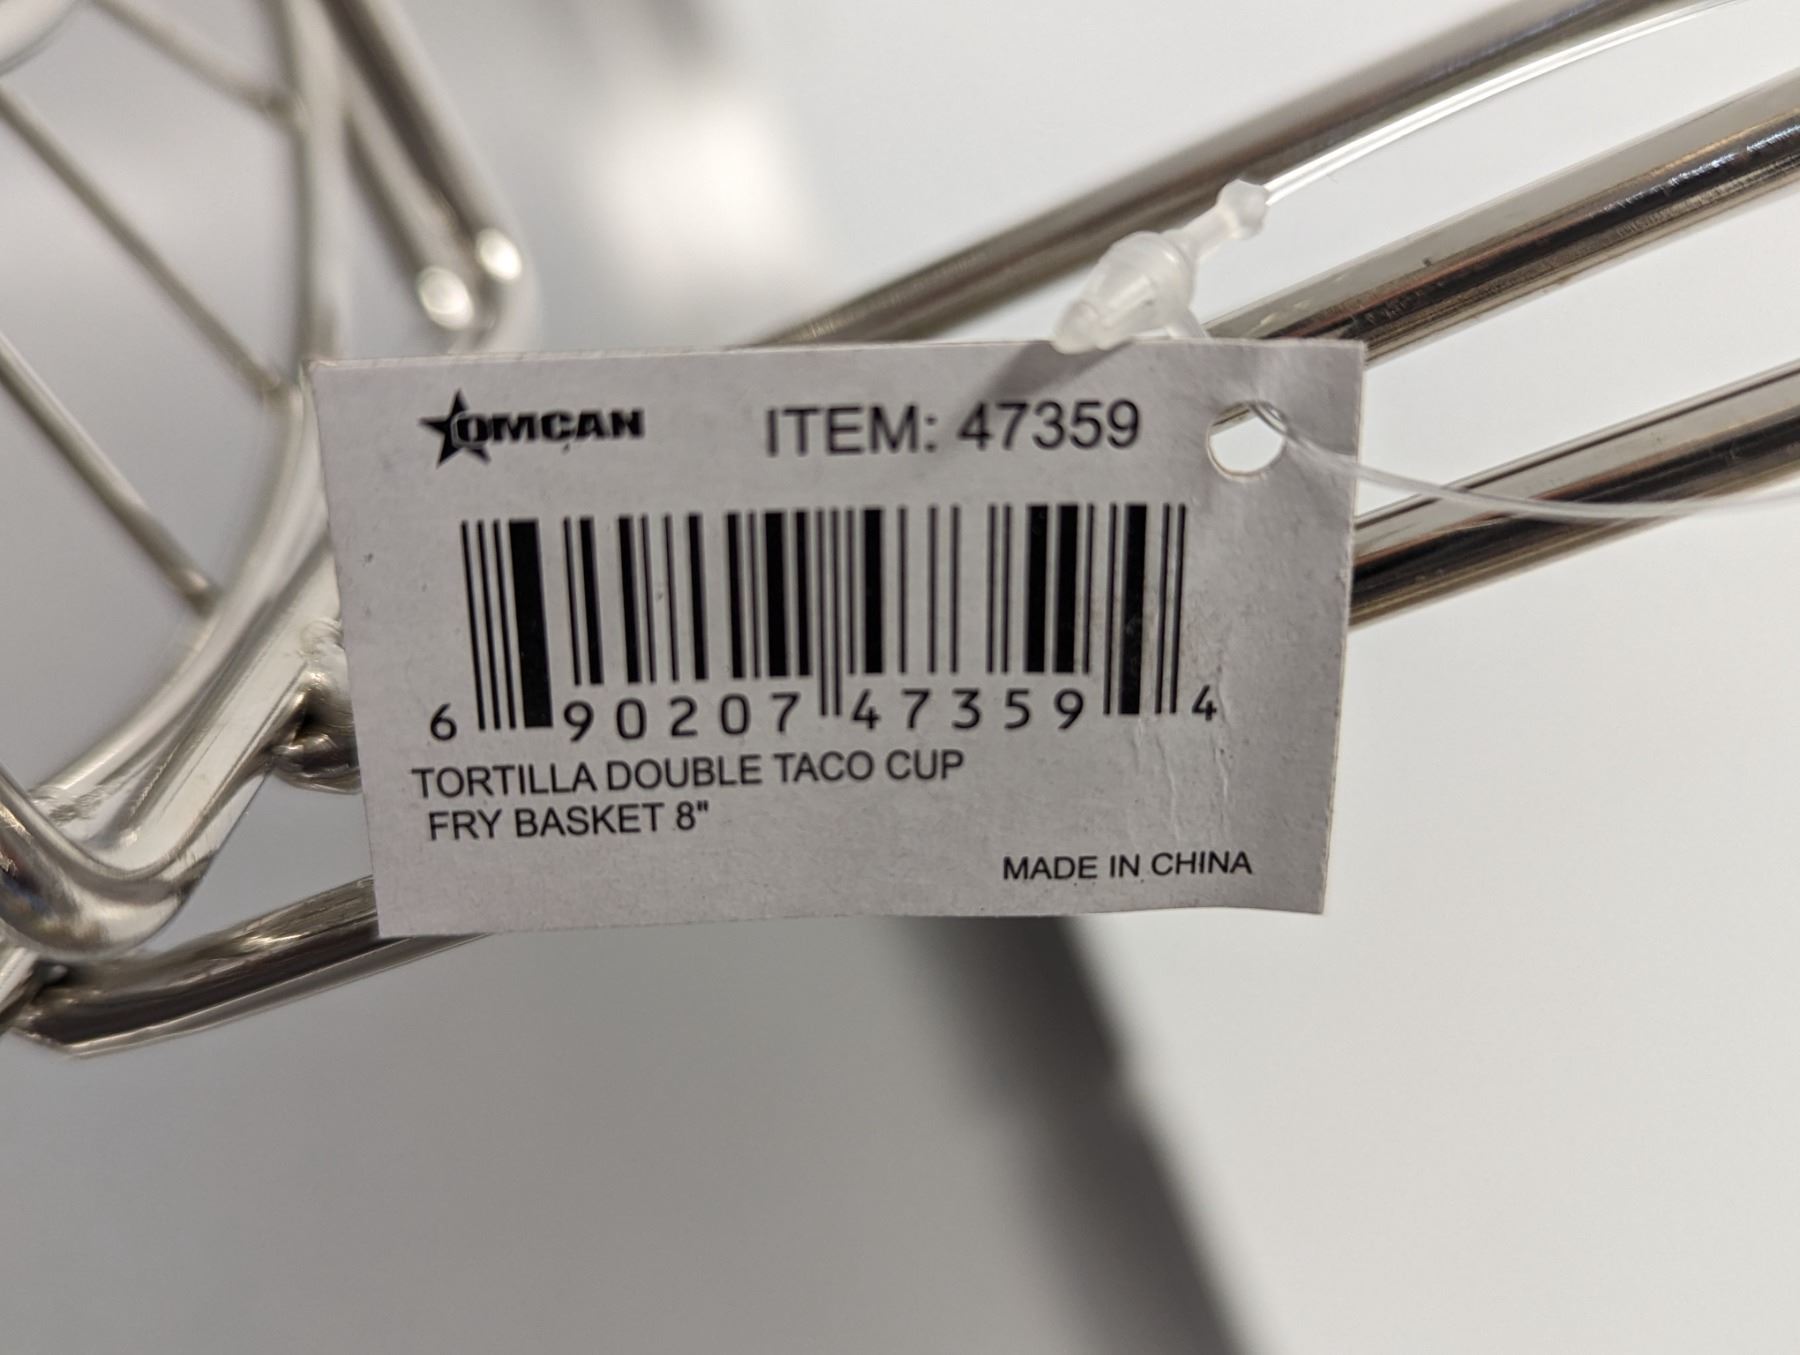 OMCAN ITEM: 47359
6 90207 47359 4
TORTILLA DOUBLE TACO CUP
FRY BASKET 8"
MADE IN CHINA